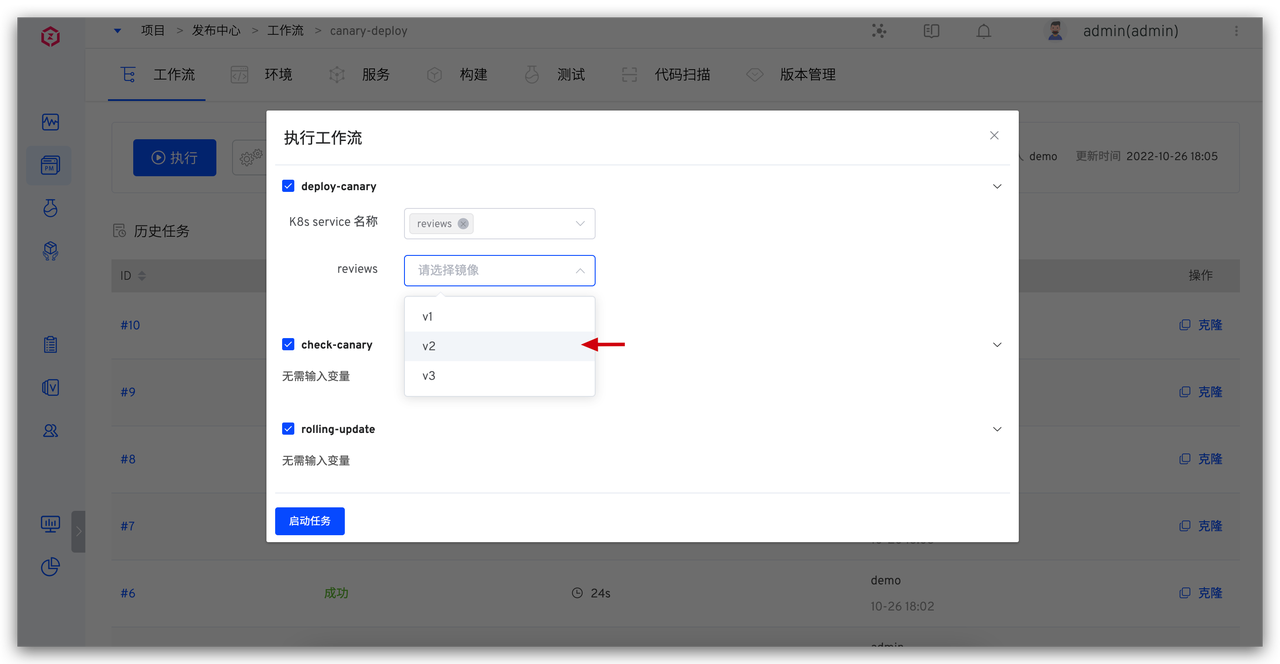 项目 > 发布中心 > 工作流 > canary-deploy
admin(admin)
工作流 环境 服务 构建 测试 代码扫描 版本管理
执行工作流
执行
demo 更新时间 2022-10-26 18:05
deploy-canary
K8s service 名称 reviews
历史任务
reviews 请选择镜像
ID 操作
v1
#10 克隆
check-canary v2
无需输入变量 v3
#9 克隆
rolling-update
无需输入变量
#8 克隆
启动任务
#7 克隆
#6 成功 24s demo 克隆
10-26 18:02
admin